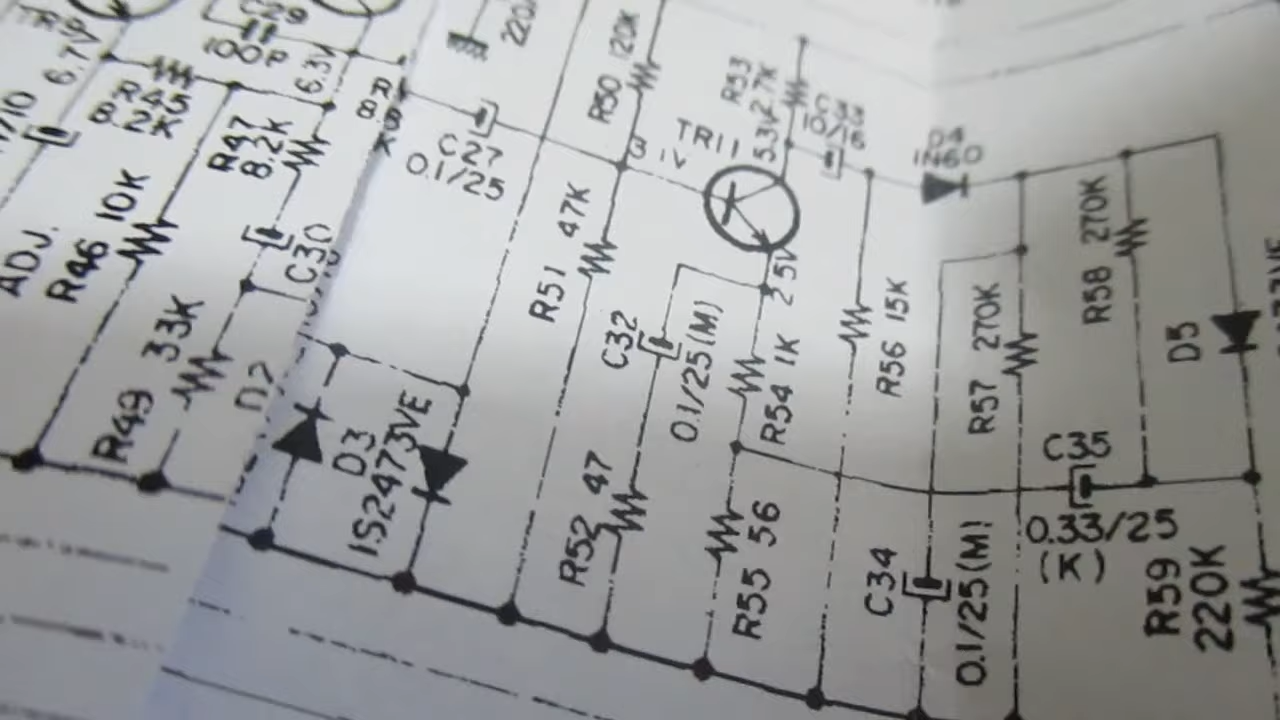 C29
100P
6.7V
6.3V
R45
8.2K
R47
8.2K
R46 10K
ADJ.
C30
R49 33K
D2
D3
1S2473VE
C27
0.1/25
R50 120K
3.1V
R51 47K
TR11
R53
2.7K
5.3V
C33
10/16
2.5V
C32
0.1/25(M)
R52 47
R54 1K
R55 56
R56 15K
D4
1N60
R57 270K
R58 270K
D5
C34
0.1/25(M)
C35
0.33/25
(K)
R59
220K